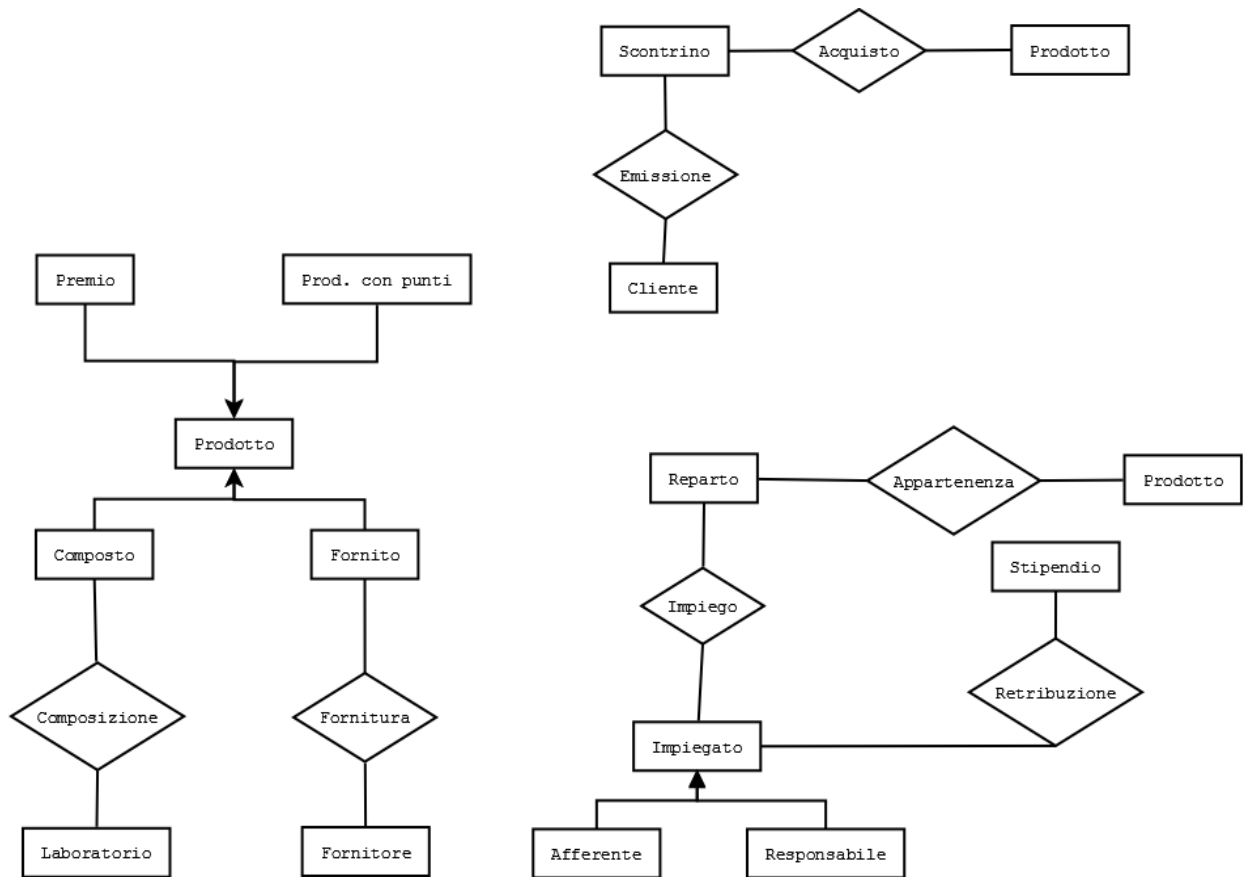 Scontrino
Acquisto
Prodotto
Emissione
Cliente
Premio
Prod. con punti
Prodotto
Composto
Fornito
Composizione
Fornitura
Laboratorio
Fornitore
Reparto
Appartenenza
Prodotto
Stipendio
Impiego
Retribuzione
Impiegato
Afferente
Responsabile